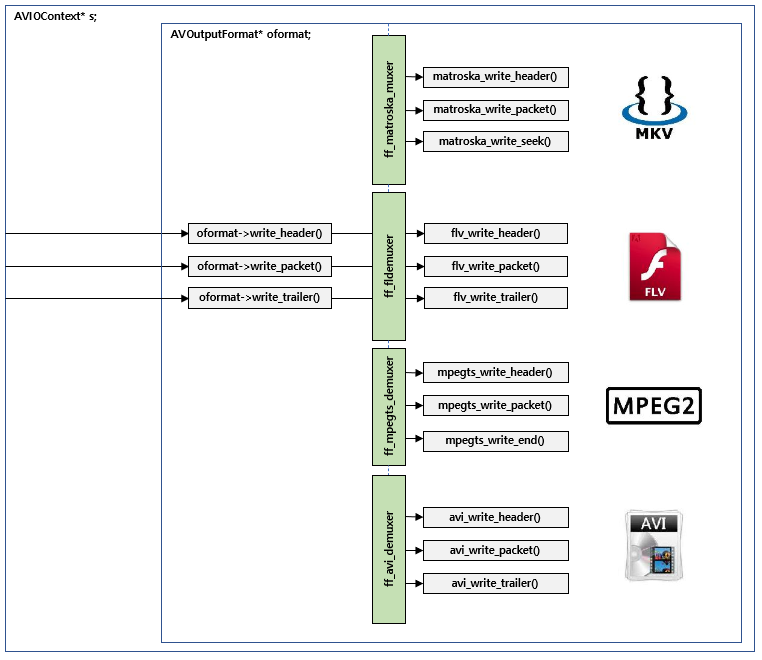 AVIOContext* s;
AVOutputFormat* oformat;
ff_matroska_muxer
matroska_write_header()
matroska_write_packet()
matroska_write_seek()
MKV
oformat->write_header()
oformat->write_packet()
oformat->write_trailer()
ff_fldemuxer
flv_write_header()
flv_write_packet()
flv_write_trailer()
FLV
ff_mpegts_demuxer
mpegts_write_header()
mpegts_write_packet()
mpegts_write_end()
MPEG2
ff_avi_demuxer
avi_write_header()
avi_write_packet()
avi_write_trailer()
AVI